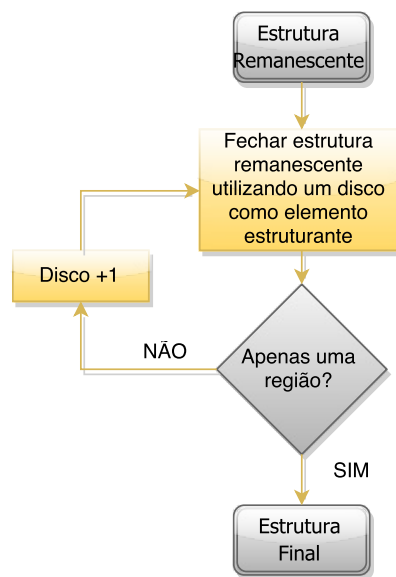 Estrutura
Remanescente
Fechar estrutura
remanescente
utilizando um disco
como elemento
estruturante
Disco +1
NÃO
Apenas uma
região?
SIM
Estrutura
Final